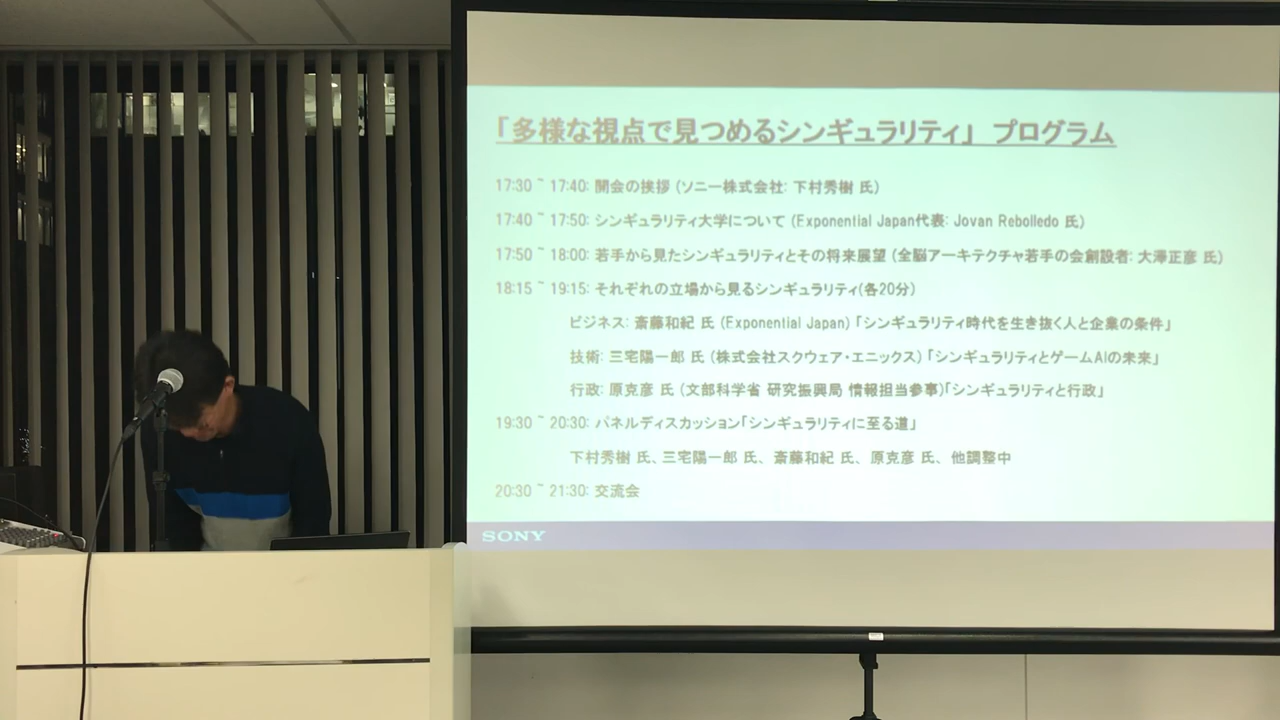 「多様な視点で見つめるシンギュラリティ」 プログラム
17:30 ~ 17:40: 開会の挨拶 (ソニー株式会社: 下村秀樹 氏)
17:40 ~ 17:50: シンギュラリティ大学について (Exponential Japan代表: Jovan Rebolledo 氏)
17:50 ~ 18:00: 若手から見たシンギュラリティとその将来展望 (全脳アーキテクチャ若手の会創設者: 大澤正彦 氏)
18:15 ~ 19:15: それぞれの立場から見るシンギュラリティ(各20分)
ビジネス: 斎藤和紀 氏 (Exponential Japan) 「シンギュラリティ時代を生き抜く人と企業の条件」
技術: 三宅陽一郎 氏 (株式会社スクウェア・エニックス) 「シンギュラリティとゲームAIの未来」
行政: 原克彦 氏 (文部科学省 研究振興局 情報担当参事)「シンギュラリティと行政」
19:30 ~ 20:30: パネルディスカッション「シンギュラリティに至る道」
下村秀樹 氏、三宅陽一郎 氏、斎藤和紀 氏、原克彦 氏、他調整中
20:30 ~ 21:30: 交流会
SONY